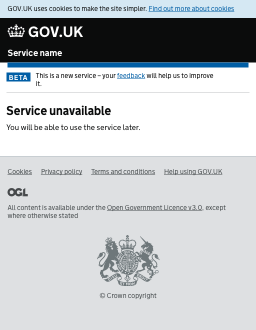 GOV.UK uses cookies to make the site simpler. Find out more about cookies
GOV.UK
Service name
BETA This is a new service – your feedback will help us to improve
it.
Service unavailable
You will be able to use the service later.
Cookies Privacy policy Terms and conditions Help using GOV.UK
OGL
All content is available under the Open Government Licence v3.0, except
where otherwise stated
© Crown copyright